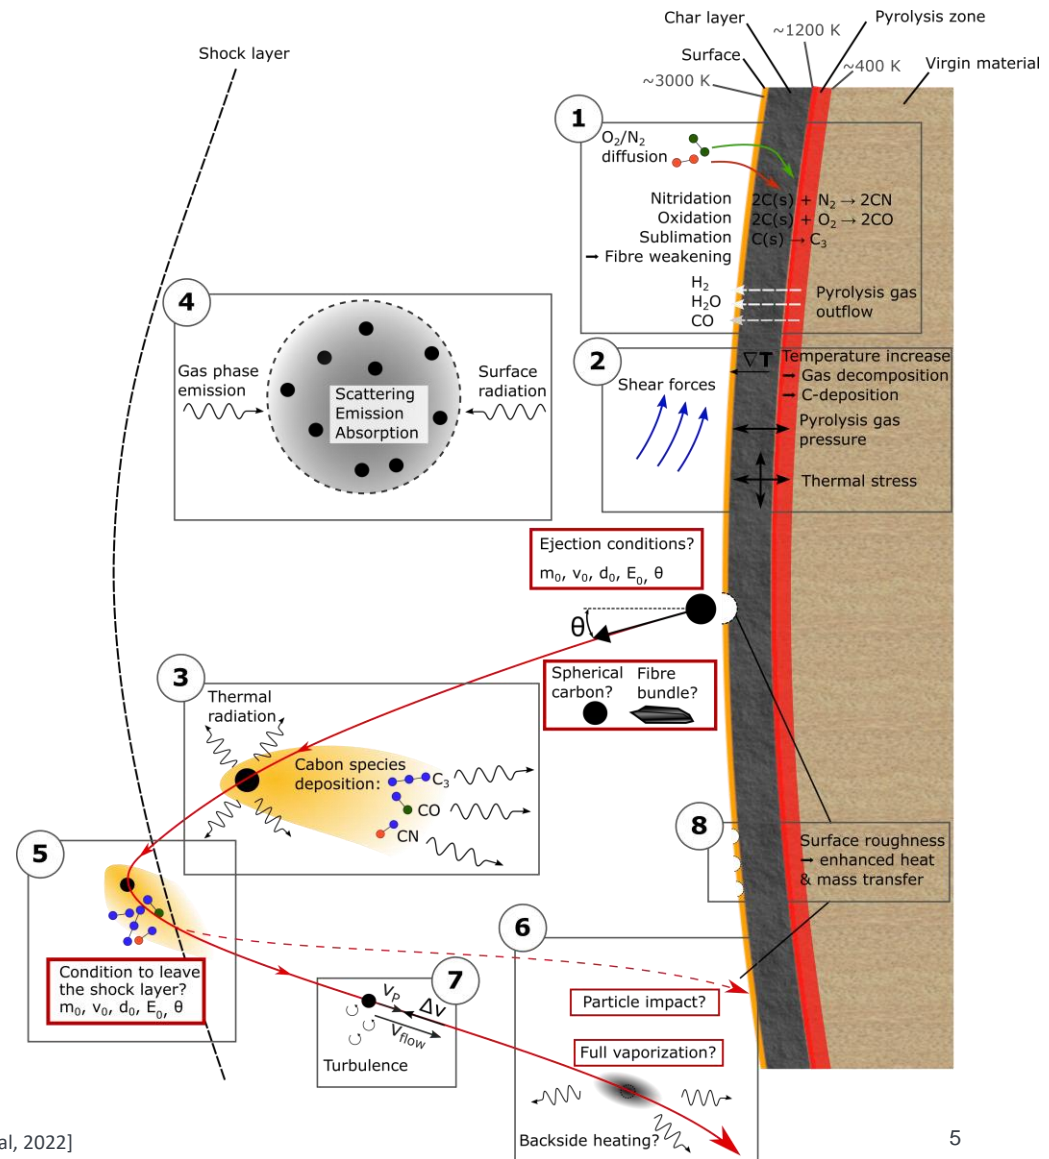 Shock layer
Char layer
Pyrolysis zone
~1200 K
Surface
~400 K
Virgin material
~3000 K
1
O₂/N₂
diffusion
Nitridation 2C(s) + N₂ → 2CN
Oxidation 2C(s) + O₂ → 2CO
Sublimation C(s) → C₃
→ Fibre weakening
H₂
H₂O
CO
Pyrolysis gas
outflow
4
Gas phase
emission
Scattering
Emission
Absorption
Surface
radiation
2
Shear forces
∇T
Temperature increase
→ Gas decomposition
→ C-deposition
Pyrolysis gas
pressure
Thermal stress
Ejection conditions?
m₀, v₀, d₀, E₀, θ
θ
Spherical
carbon?
Fibre
bundle?
3
Thermal
radiation
Cabon species
deposition:
C₃
CO
CN
5
Condition to leave
the shock layer?
m₀, v₀, d₀, E₀, θ
8
Surface roughness
→ enhanced heat
& mass transfer
6
Particle impact?
Full vaporization?
Backside heating?
7
v_P
Δv
v_flow
Turbulence
al, 2022]
5